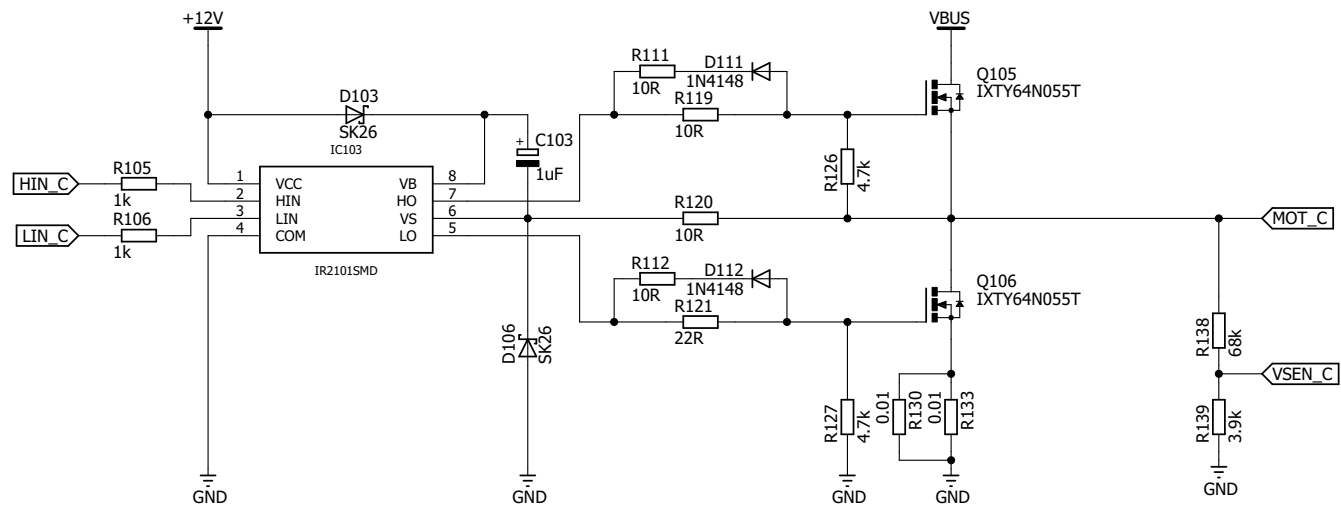 +12V
VBUS
R111
10R
D111
1N4148
Q105
IXTY64N055T
D103
SK26
R119
10R
IC103
+
C103
1uF
R126
4.7k
R105
1k
HIN_C
1
VCC
VB
8
2
HIN
HO
7
R106
1k
LIN_C
3
LIN
VS
6
4
COM
LO
5
R120
10R
MOT_C
IR2101SMD
R112
10R
D112
1N4148
Q106
IXTY64N055T
R121
22R
D106
SK26
R138
68k
VSEN_C
R127
4.7k
0.01
R130
0.01
R133
R139
3.9k
GND
GND
GND
GND
GND